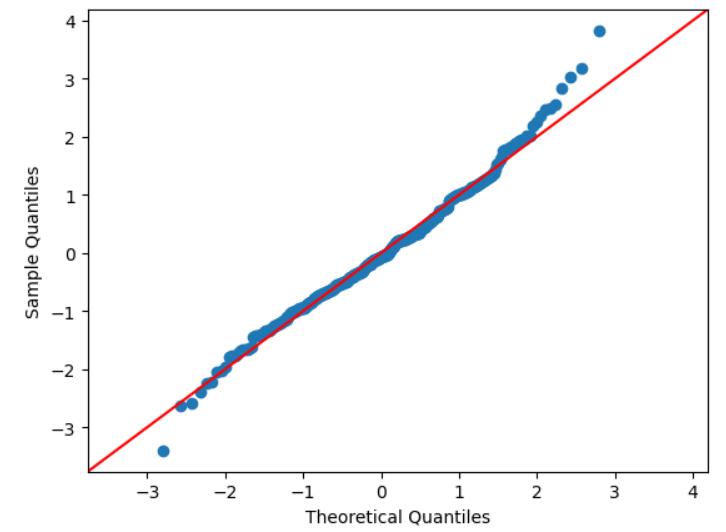 4
3
2
1
0
−1
−2
−3
Sample Quantiles
−3 −2 −1 0 1 2 3 4
Theoretical Quantiles